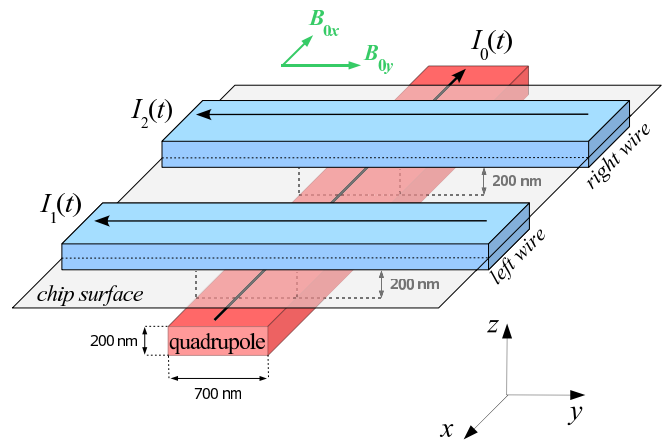 B0x
B0y
I0(t)
I2(t)
right wire
200 nm
I1(t)
left wire
200 nm
chip surface
200 nm
quadrupole
700 nm
z
y
x